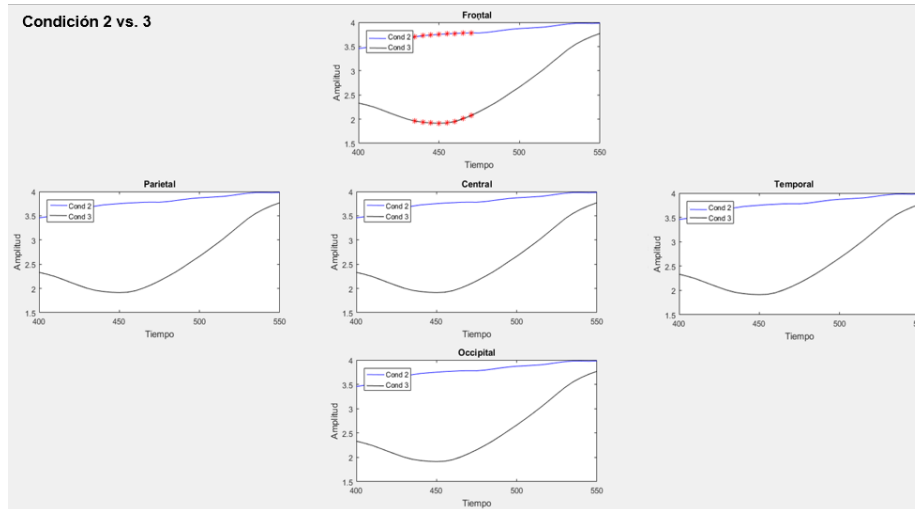 Condición 2 vs. 3
Frontal
4
3.5
3
2.5
2
1.5
Amplitud
Cond 2
Cond 3
400 450 500 550
Tiempo
Parietal
4
3.5
3
2.5
2
1.5
Amplitud
Cond 2
Cond 3
400 450 500 550
Tiempo
Central
4
3.5
3
2.5
2
1.5
Amplitud
Cond 2
Cond 3
400 450 500 550
Tiempo
Temporal
4
3.5
3
2.5
2
1.5
Amplitud
Cond 2
Cond 3
400 450 500 550
Tiempo
Occipital
4
3.5
3
2.5
2
1.5
Amplitud
Cond 2
Cond 3
400 450 500 550
Tiempo